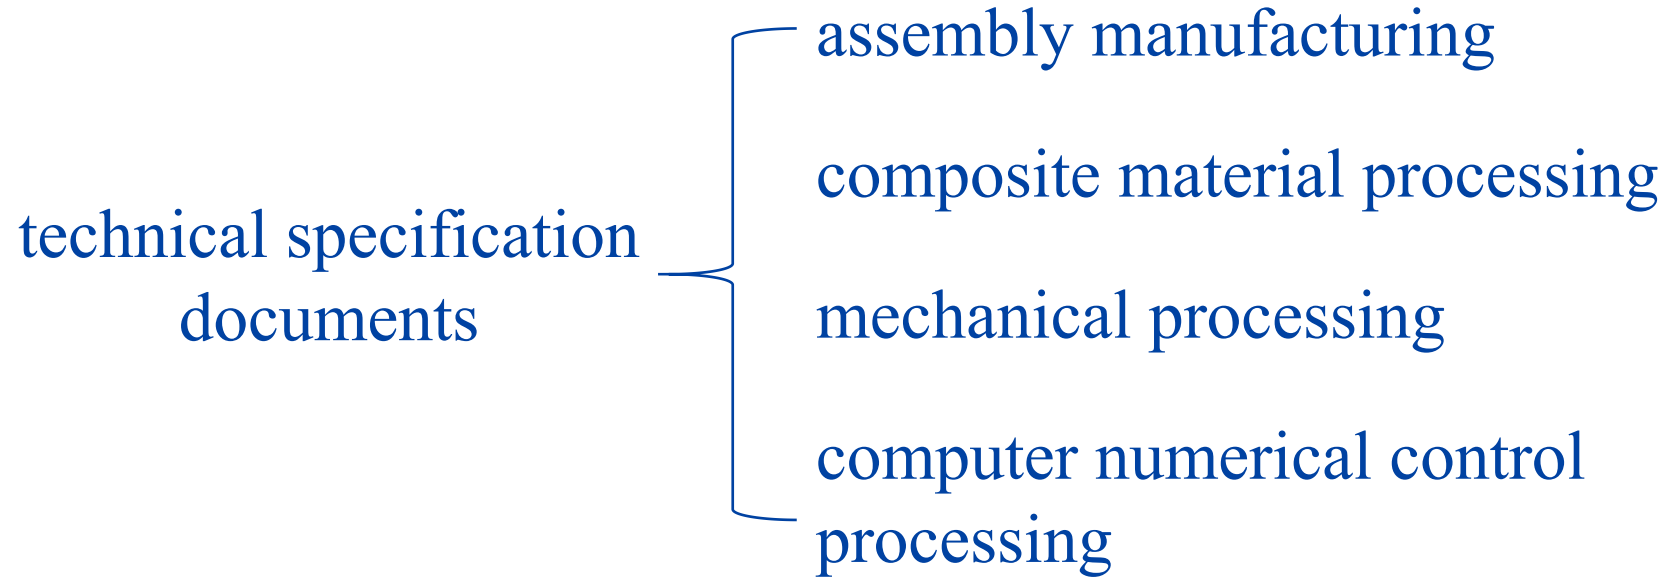 technical specification
documents
assembly manufacturing
composite material processing
mechanical processing
computer numerical control
processing